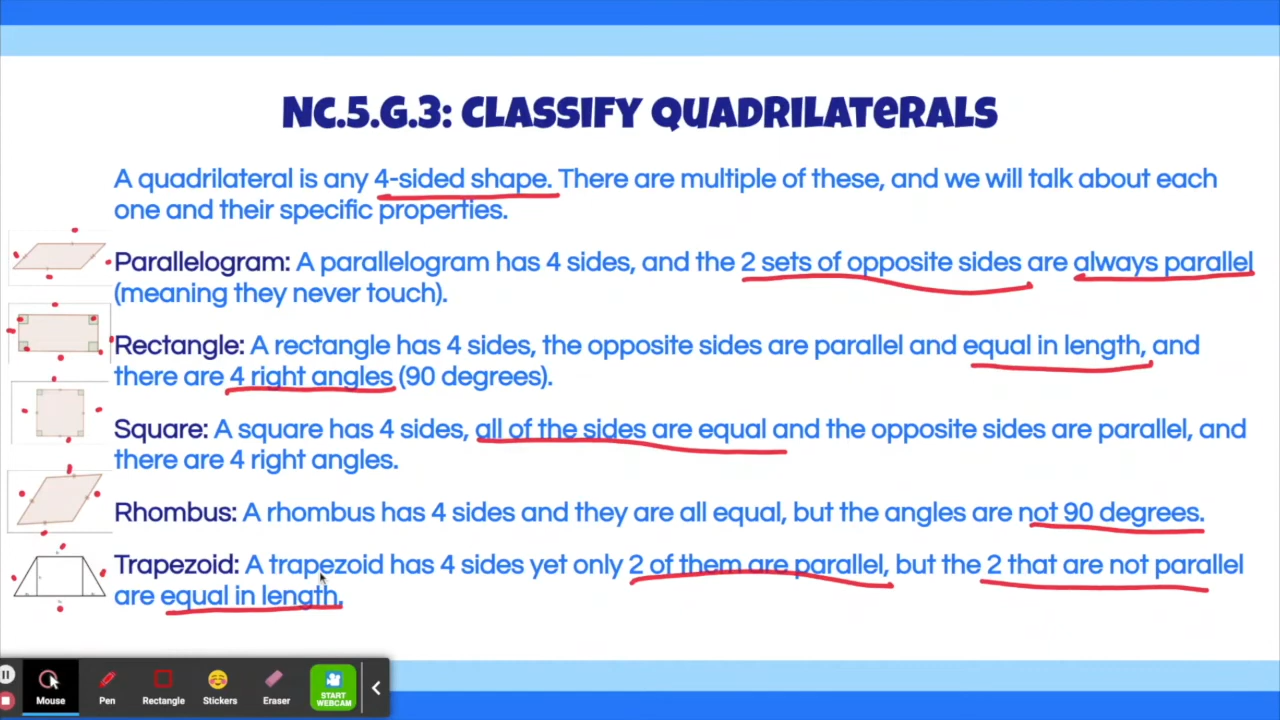 NC.5.G.3: CLASSIFY QUADRILATERALS
A quadrilateral is any 4-sided shape. There are multiple of these, and we will talk about each
one and their specific properties.
Parallelogram: A parallelogram has 4 sides, and the 2 sets of opposite sides are always parallel
(meaning they never touch).
Rectangle: A rectangle has 4 sides, the opposite sides are parallel and equal in length, and
there are 4 right angles (90 degrees).
Square: A square has 4 sides, all of the sides are equal and the opposite sides are parallel, and
there are 4 right angles.
Rhombus: A rhombus has 4 sides and they are all equal, but the angles are not 90 degrees.
Trapezoid: A trapezoid has 4 sides yet only 2 of them are parallel, but the 2 that are not parallel
are equal in length.
Mouse
Pen
Rectangle
Stickers
Eraser
START
WEBCAM